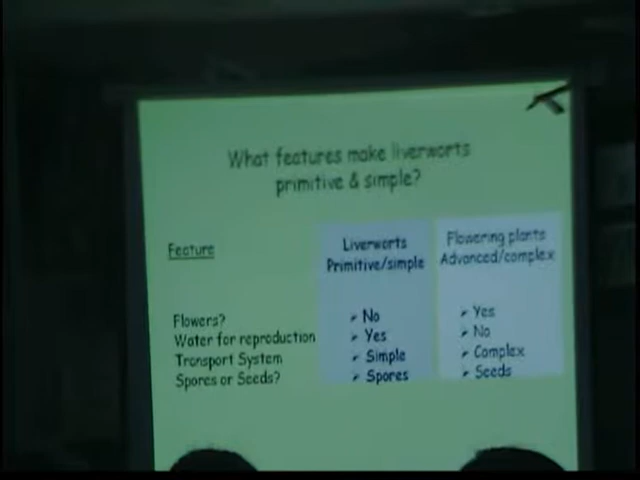 What features make liverworts
primitive & simple?
Feature
Liverworts
Primitive/simple
Flowering plants
Advanced/complex
Flowers?
➢ No
➢ Yes
Water for reproduction
➢ Yes
➢ No
Transport System
➢ Simple
➢ Complex
Spores or Seeds?
➢ Spores
➢ Seeds